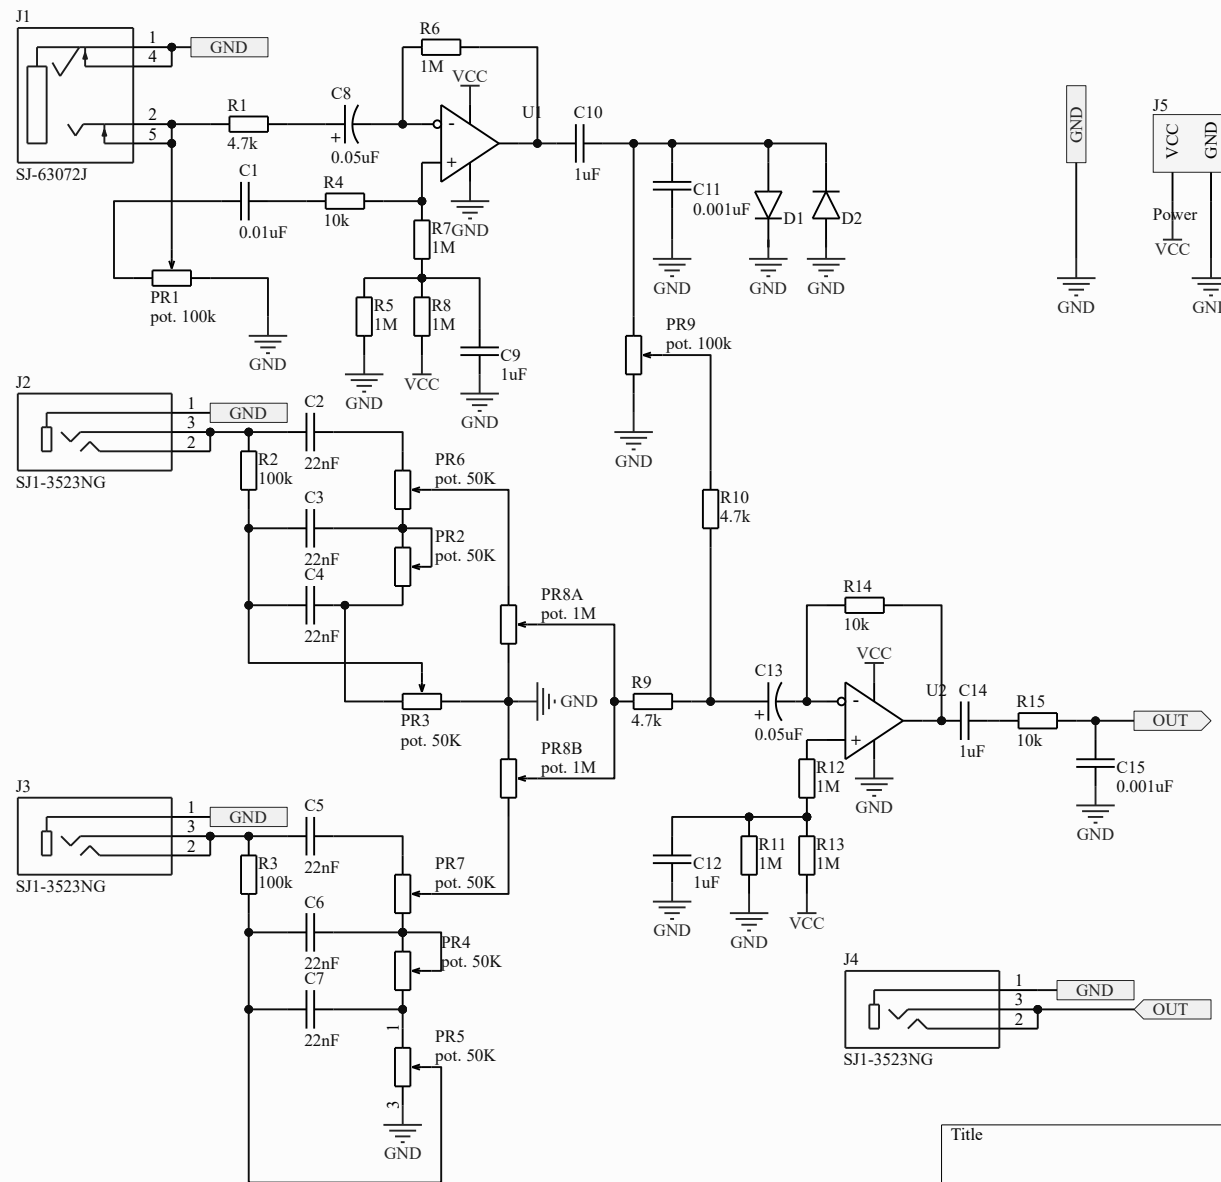 J1
1
4
GND
2
5
SJ-63072J
R1
4.7k
C8
+
0.05uF
R6
1M
VCC
-
+
U1
GND
C10
1uF
C1
0.01uF
R4
10k
R7
1M
PR1
pot. 100k
GND
R5
1M
GND
R8
1M
VCC
C9
1uF
GND
C11
0.001uF
GND
D1
GND
D2
GND
PR9
pot. 100k
GND
GND
GND
J5
VCC
GND
Power
VCC
J2
1
3
2
GND
SJ1-3523NG
R2
100k
C2
22nF
PR6
pot. 50K
C3
22nF
PR2
pot. 50K
C4
22nF
PR3
pot. 50K
PR8A
pot. 1M
GND
PR8B
pot. 1M
R9
4.7k
R10
4.7k
C13
+
0.05uF
R14
10k
VCC
-
+
U2
GND
C14
1uF
R15
10k
OUT
C15
0.001uF
GND
R12
1M
C12
1uF
GND
R11
1M
GND
R13
1M
VCC
J3
1
3
2
GND
SJ1-3523NG
R3
100k
C5
22nF
PR7
pot. 50K
C6
22nF
PR4
pot. 50K
C7
22nF
1
PR5
pot. 50K
3
GND
J4
1
3
2
GND
OUT
SJ1-3523NG
Title